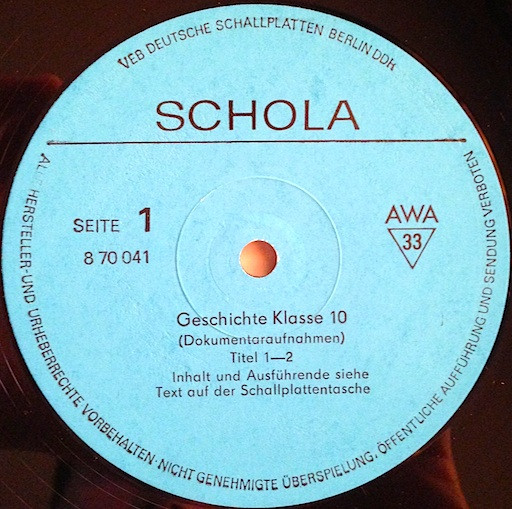 VEB DEUTSCHE SCHALLPLATTEN BERLIN DDR
SCHOLA
SEITE 1
8 70 041
AWA
33
Geschichte Klasse 10
(Dokumentaraufnahmen)
Titel 1—2
Inhalt und Ausführende siehe
Text auf der Schallplattentasche
HERSTELLER- UND URHEBERRECHTE VORBEHALTEN · NICHT GENEHMIGTE ÜBERSPIELUNG, ÖFFENTLICHE AUFFÜHRUNG UND SENDUNG VERBOTEN